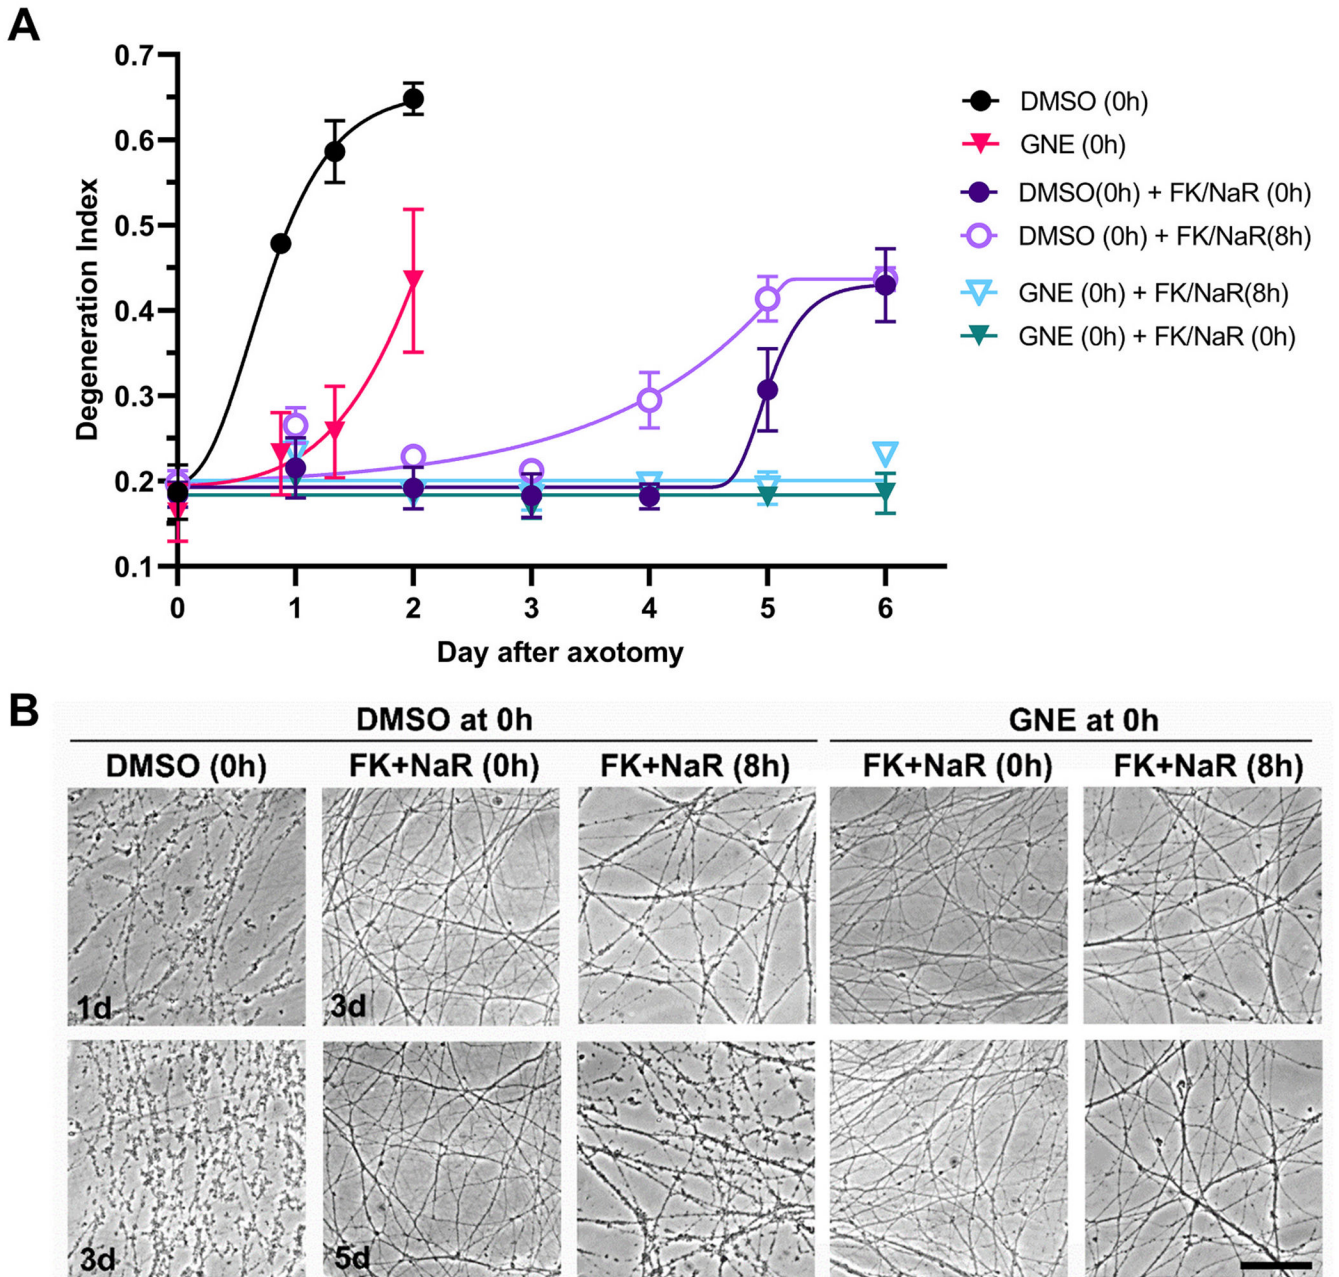 A
0.7
0.6
0.5
0.4
0.3
0.2
0.1
Degeneration Index
0 1 2 3 4 5 6
Day after axotomy
DMSO (0h)
GNE (0h)
DMSO(0h) + FK/NaR (0h)
DMSO (0h) + FK/NaR(8h)
GNE (0h) + FK/NaR(8h)
GNE (0h) + FK/NaR (0h)
B
DMSO at 0h GNE at 0h
DMSO (0h) FK+NaR (0h) FK+NaR (8h) FK+NaR (0h) FK+NaR (8h)
1d 3d
3d 5d